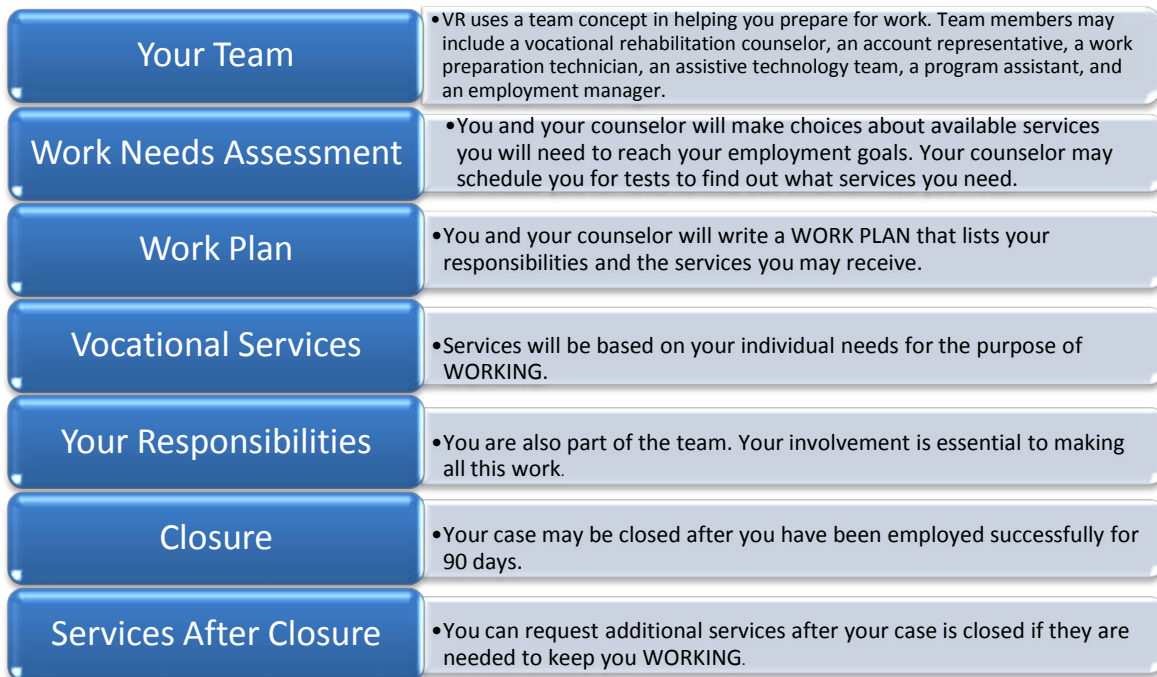 Your Team
•VR uses a team concept in helping you prepare for work. Team members may
include a vocational rehabilitation counselor, an account representative, a work
preparation technician, an assistive technology team, a program assistant, and
an employment manager.
Work Needs Assessment
•You and your counselor will make choices about available services
you will need to reach your employment goals. Your counselor may
schedule you for tests to find out what services you need.
Work Plan
•You and your counselor will write a WORK PLAN that lists your
responsibilities and the services you may receive.
Vocational Services
•Services will be based on your individual needs for the purpose of
WORKING.
Your Responsibilities
•You are also part of the team. Your involvement is essential to making
all this work.
Closure
•Your case may be closed after you have been employed successfully for
90 days.
Services After Closure
•You can request additional services after your case is closed if they are
needed to keep you WORKING.